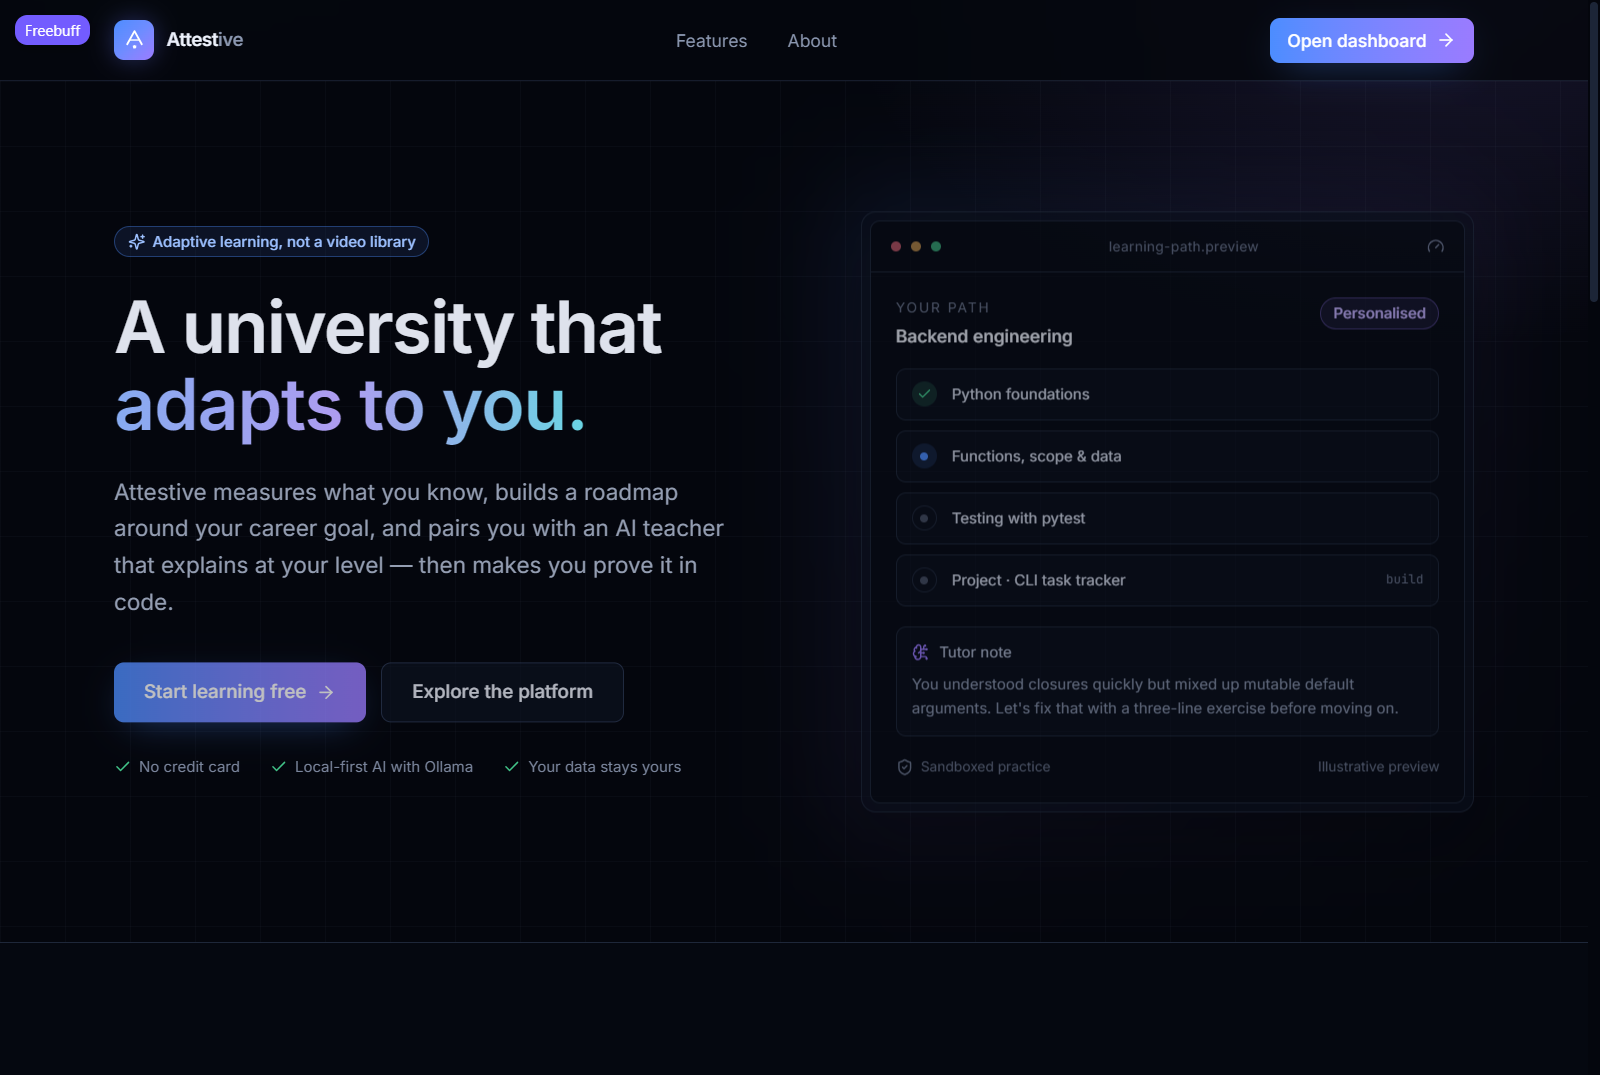 Freebuff
Attestive
Features
About
Open dashboard
Adaptive learning, not a video library
A university that
adapts to you.
Attestive measures what you know, builds a roadmap
around your career goal, and pairs you with an AI teacher
that explains at your level — then makes you prove it in
code.
Start learning free
Explore the platform
No credit card
Local-first AI with Ollama
Your data stays yours
learning-path.preview
YOUR PATH
Personalised
Backend engineering
Python foundations
Functions, scope & data
Testing with pytest
Project · CLI task tracker
build
Tutor note
You understood closures quickly but mixed up mutable default
arguments. Let's fix that with a three-line exercise before moving on.
Sandboxed practice
Illustrative preview